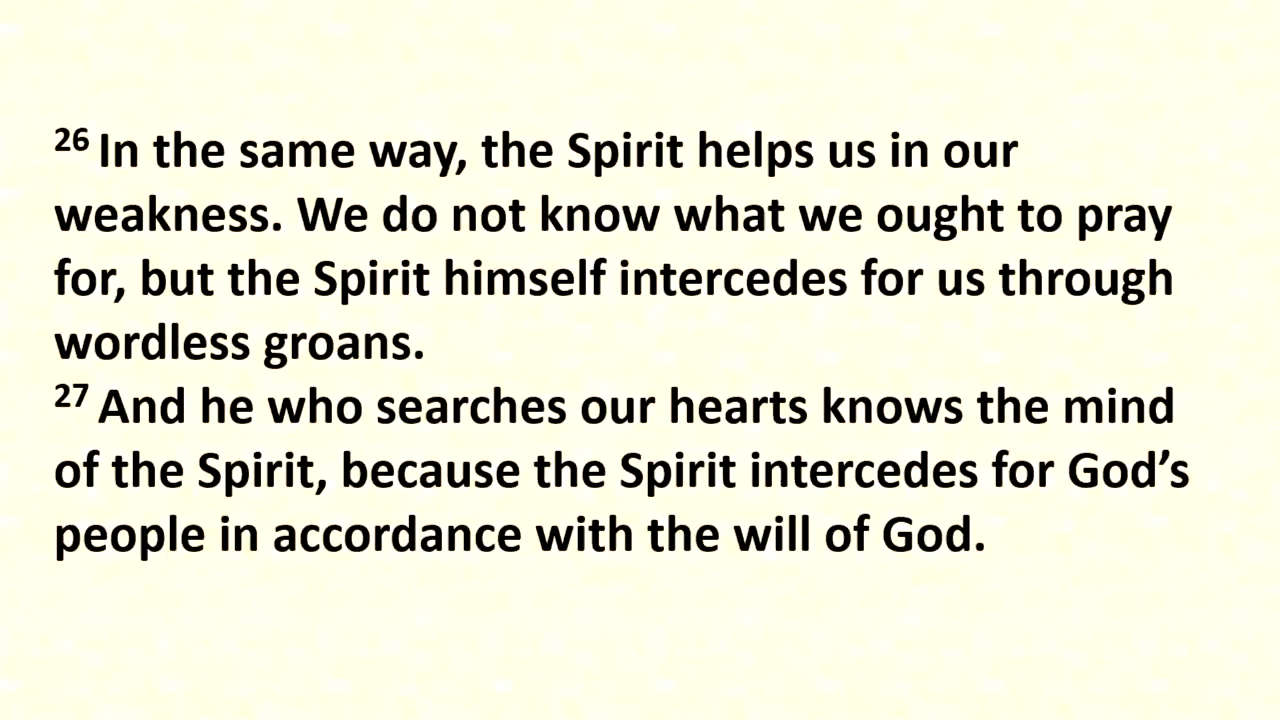 26 In the same way, the Spirit helps us in our
weakness. We do not know what we ought to pray
for, but the Spirit himself intercedes for us through
wordless groans.
27 And he who searches our hearts knows the mind
of the Spirit, because the Spirit intercedes for God’s
people in accordance with the will of God.